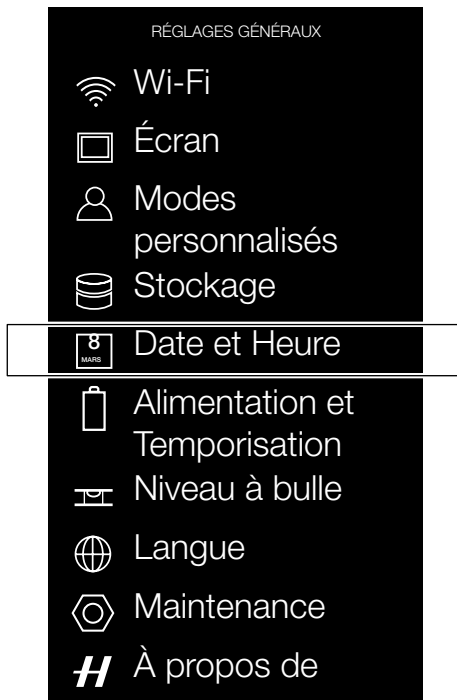 RÉGLAGES GÉNÉRAUX
Wi-Fi
Écran
Modes
personnalisés
Stockage
8
MARS
Date et Heure
Alimentation et
Temporisation
Niveau à bulle
Langue
Maintenance
H
À propos de